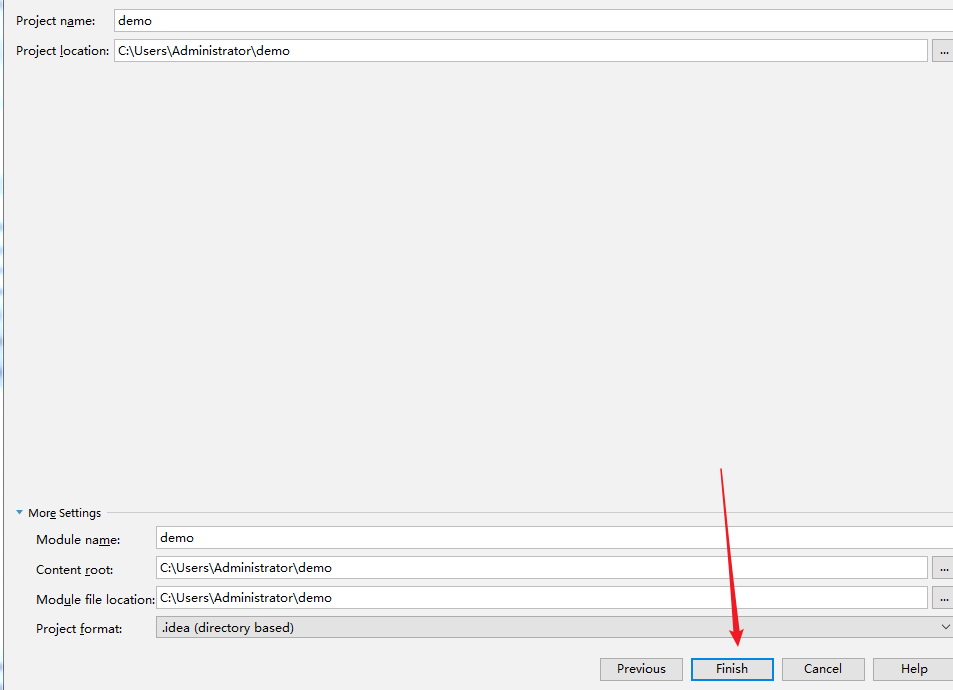 Project name: demo
Project location: C:\Users\Administrator\demo ...
More Settings
Module name: demo
Content root: C:\Users\Administrator\demo ...
Module file location: C:\Users\Administrator\demo ...
Project format: .idea (directory based)
Previous Finish Cancel Help